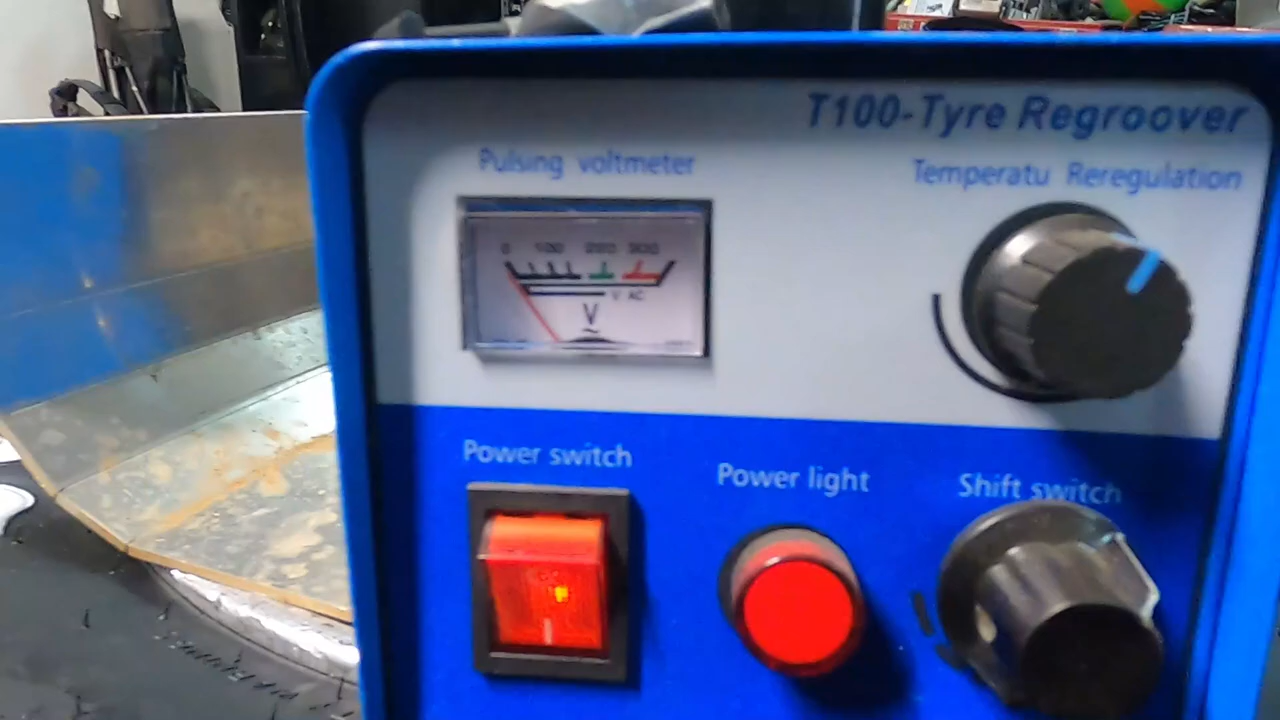 T100-Tyre Regroover
Pulsing voltmeter
Temperatu Reregulation
0 100 200 300
V AC
V
Power switch
Power light
Shift switch